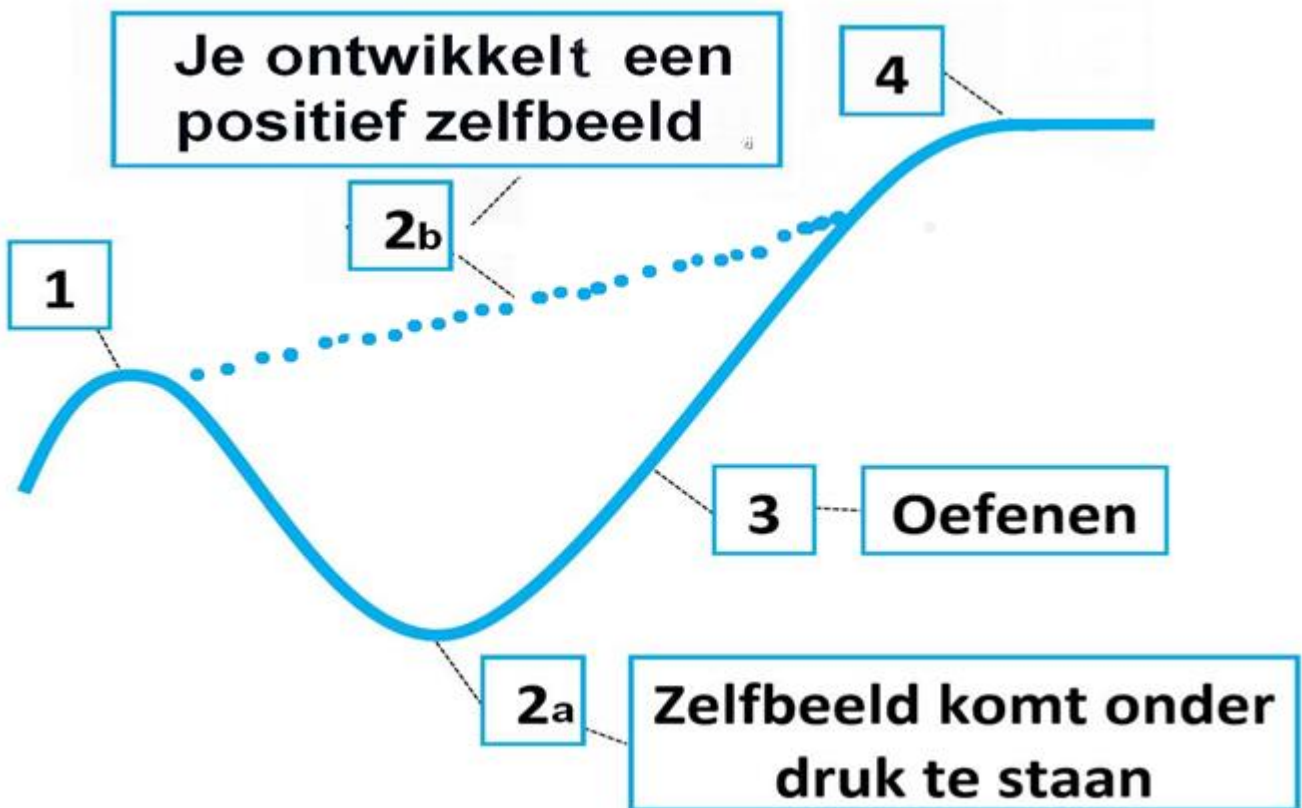 Je ontwikkelt een
positief zelfbeeld
4
2b
1
3
Oefenen
2a
Zelfbeeld komt onder
druk te staan